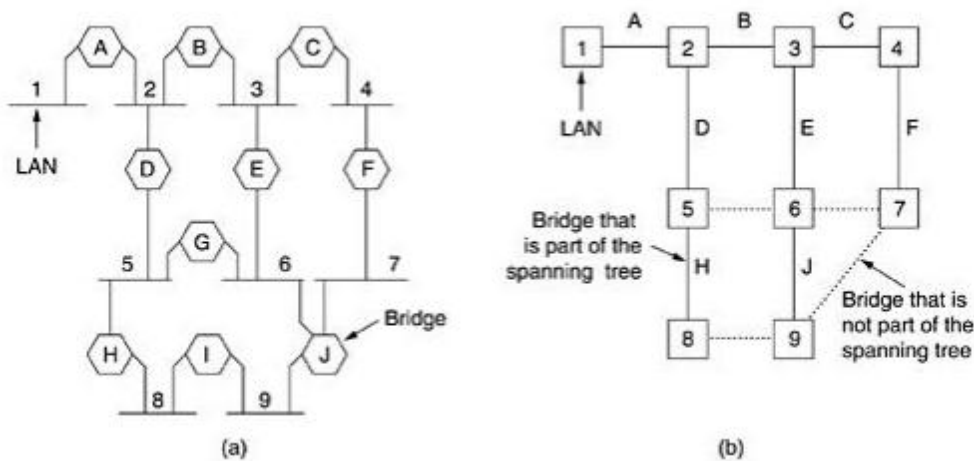 A B C
1 2 3 4
LAN
D E F
G
5 6 7
Bridge
H I J
8 9
(a)
A B C
1 2 3 4
LAN
D E F
5 6 7
Bridge that
is part of the
spanning tree
H J
Bridge that is
not part of the
spanning tree
8 9
(b)